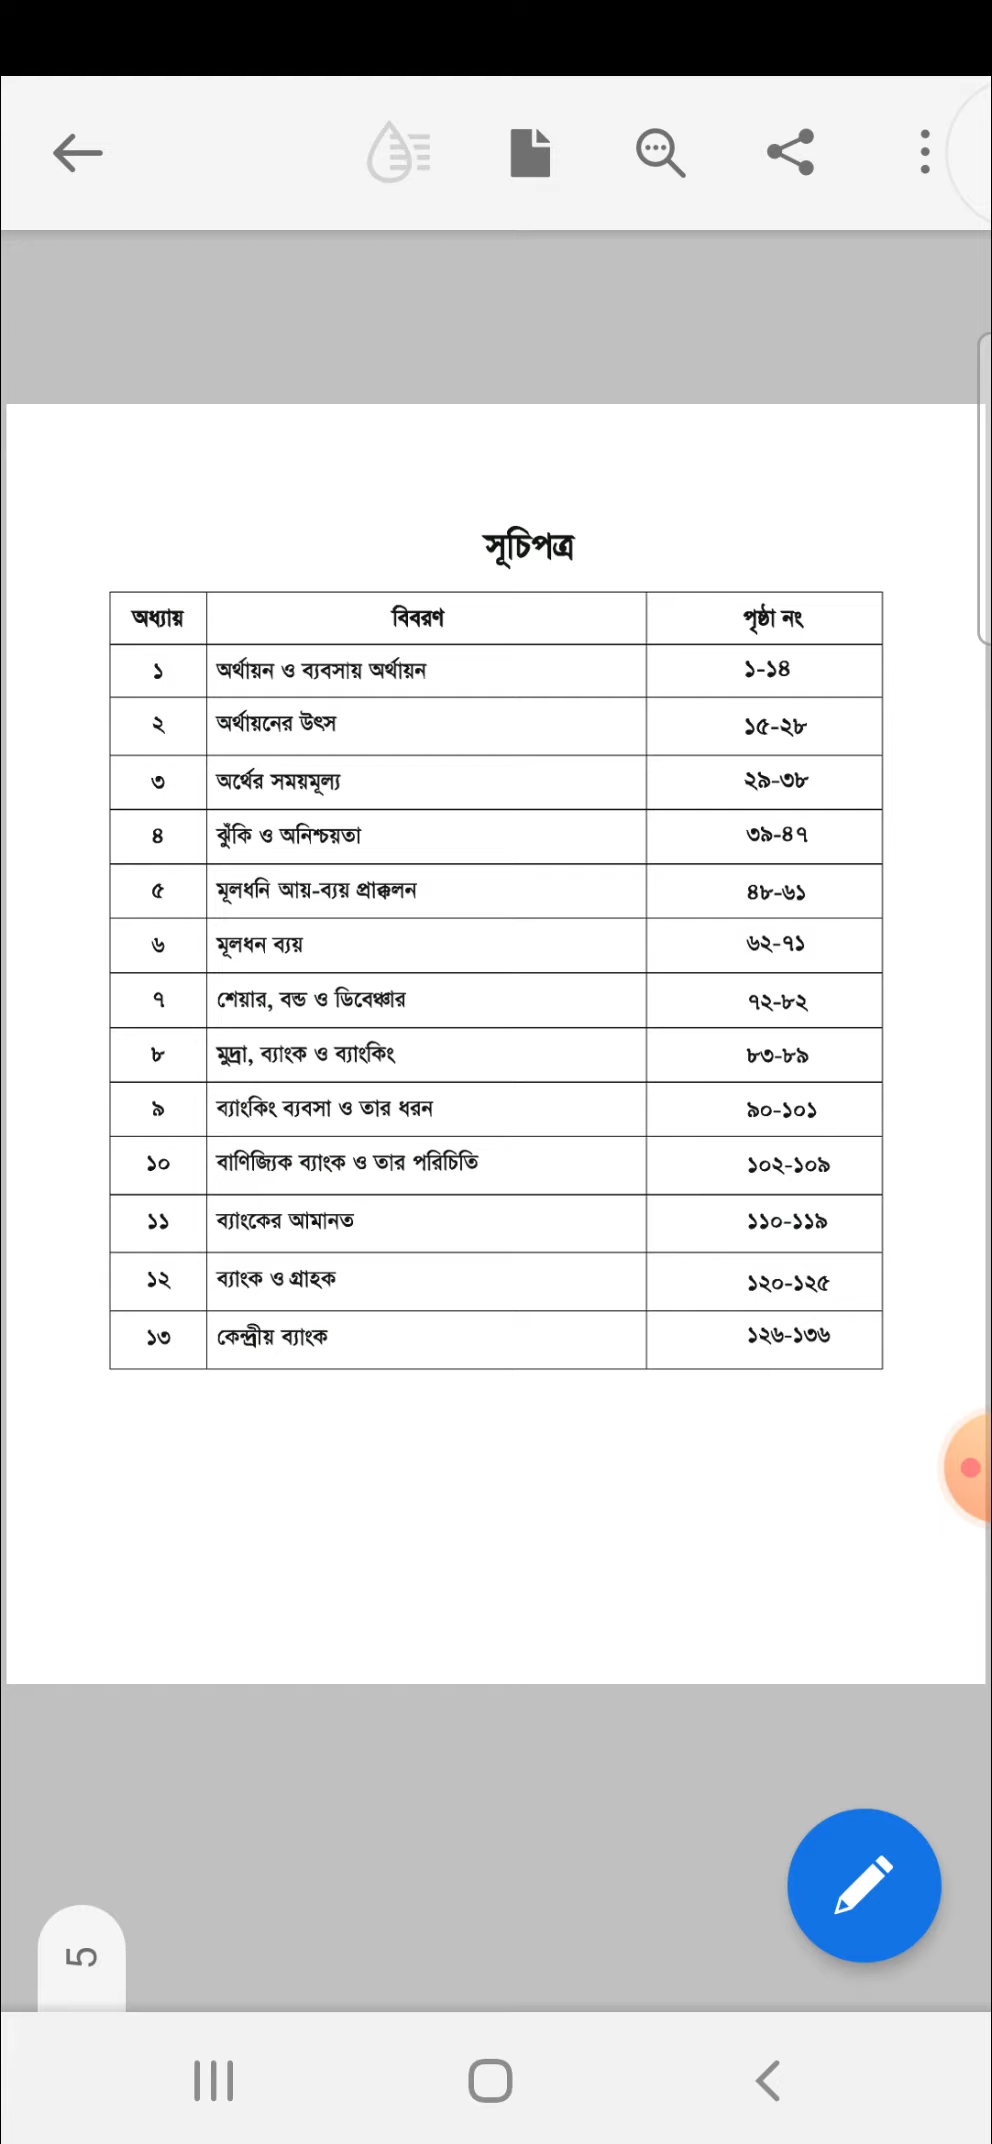 সূচিপত্র
অধ্যায় বিবরণ পৃষ্ঠা নং
১ অর্থায়ন ও ব্যবসায় অর্থায়ন ১-১৪
২ অর্থায়নের উৎস ১৫-২৮
৩ অর্থের সময়মূল্য ২৯-৩৮
৪ ঝুঁকি ও অনিশ্চয়তা ৩৯-৪৭
৫ মূলধনি আয়-ব্যয় প্রাক্কলন ৪৮-৬১
৬ মূলধন ব্যয় ৬২-৭১
৭ শেয়ার, বন্ড ও ডিবেঞ্চার ৭২-৮২
৮ মুদ্রা, ব্যাংক ও ব্যাংকিং ৮৩-৮৯
৯ ব্যাংকিং ব্যবসা ও তার ধরন ৯০-১০১
১০ বাণিজ্যিক ব্যাংক ও তার পরিচিতি ১০২-১০৯
১১ ব্যাংকের আমানত ১১০-১১৯
১২ ব্যাংক ও গ্রাহক ১২০-১২৫
১৩ কেন্দ্রীয় ব্যাংক ১২৬-১৩৬
5